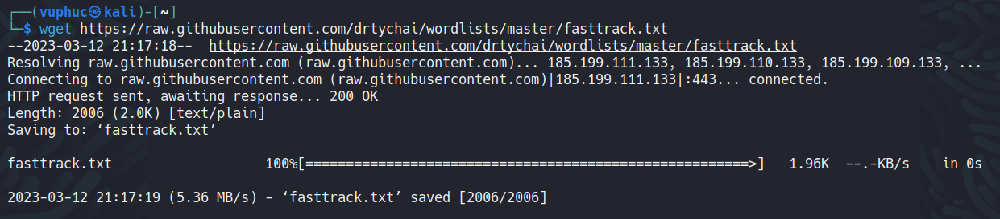 ┌──(vuphuc㉿kali)-[~]
└─$ wget https://raw.githubusercontent.com/drtychai/wordlists/master/fasttrack.txt
--2023-03-12 21:17:18--  https://raw.githubusercontent.com/drtychai/wordlists/master/fasttrack.txt
Resolving raw.githubusercontent.com (raw.githubusercontent.com)... 185.199.111.133, 185.199.110.133, 185.199.109.133, ...
Connecting to raw.githubusercontent.com (raw.githubusercontent.com)|185.199.111.133|:443... connected.
HTTP request sent, awaiting response... 200 OK
Length: 2006 (2.0K) [text/plain]
Saving to: ‘fasttrack.txt’
fasttrack.txt                   100%[=======================================================>]   1.96K  --.-KB/s    in 0s
2023-03-12 21:17:19 (5.36 MB/s) - ‘fasttrack.txt’ saved [2006/2006]